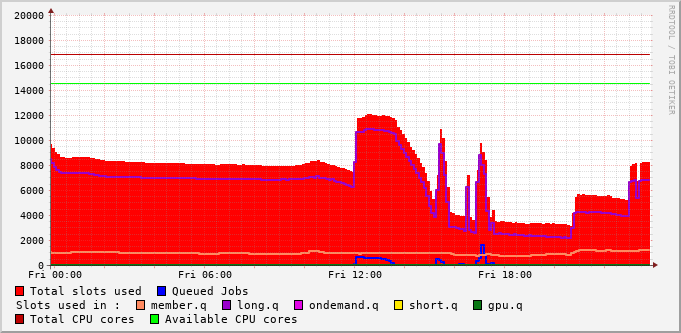 RRDTOOL / TOBI OETIKER
20000
18000
16000
14000
12000
10000
8000
6000
4000
2000
0
Fri 00:00 Fri 06:00 Fri 12:00 Fri 18:00
Total slots used Queued Jobs
Slots used in : member.q long.q ondemand.q short.q gpu.q
Total CPU cores Available CPU cores